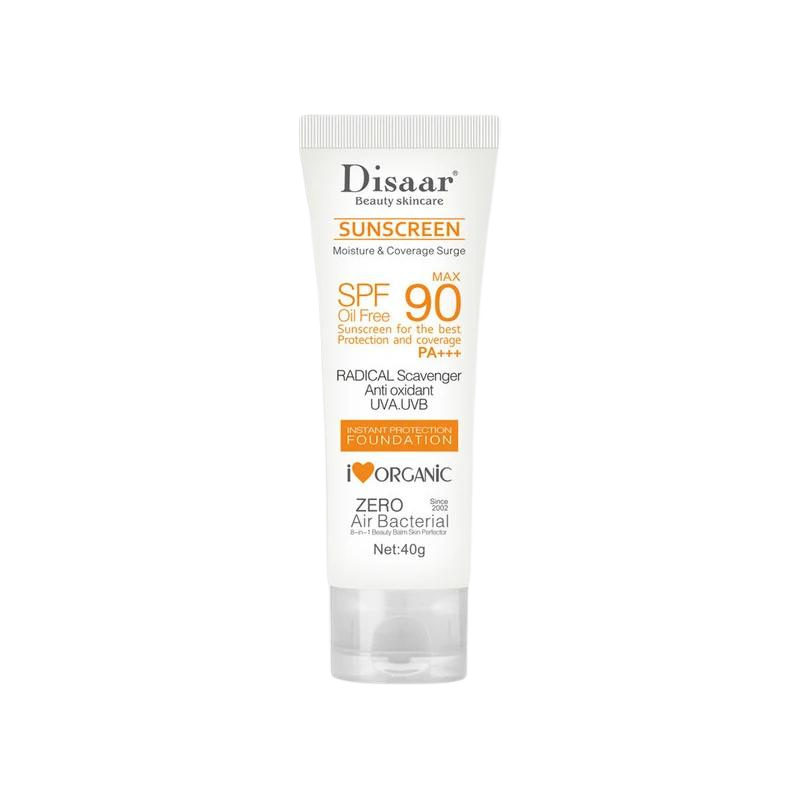 Disaar®
Beauty skincare
SUNSCREEN
Moisture & Coverage Surge
MAX
SPF 90
Oil Free
Sunscreen for the best
Protection and coverage
PA+++
RADICAL Scavenger
Anti oxidant
UVA.UVB
INSTANT PROTECTION
FOUNDATION
i♥ORGANiC
ZERO Since 2002
Air Bacterial
8-in-1 Beauty Balm Skin Perfector
Net:40g